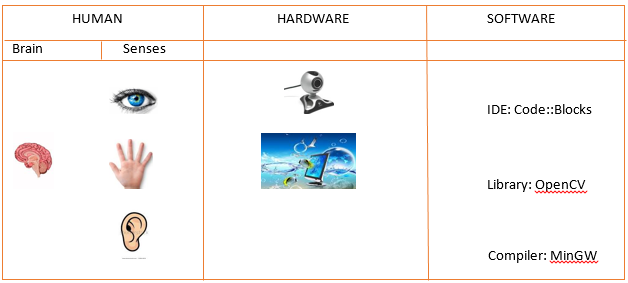 HUMAN HARDWARE SOFTWARE
Brain Senses
IDE: Code::Blocks
Library: OpenCV
Compiler: MinGW